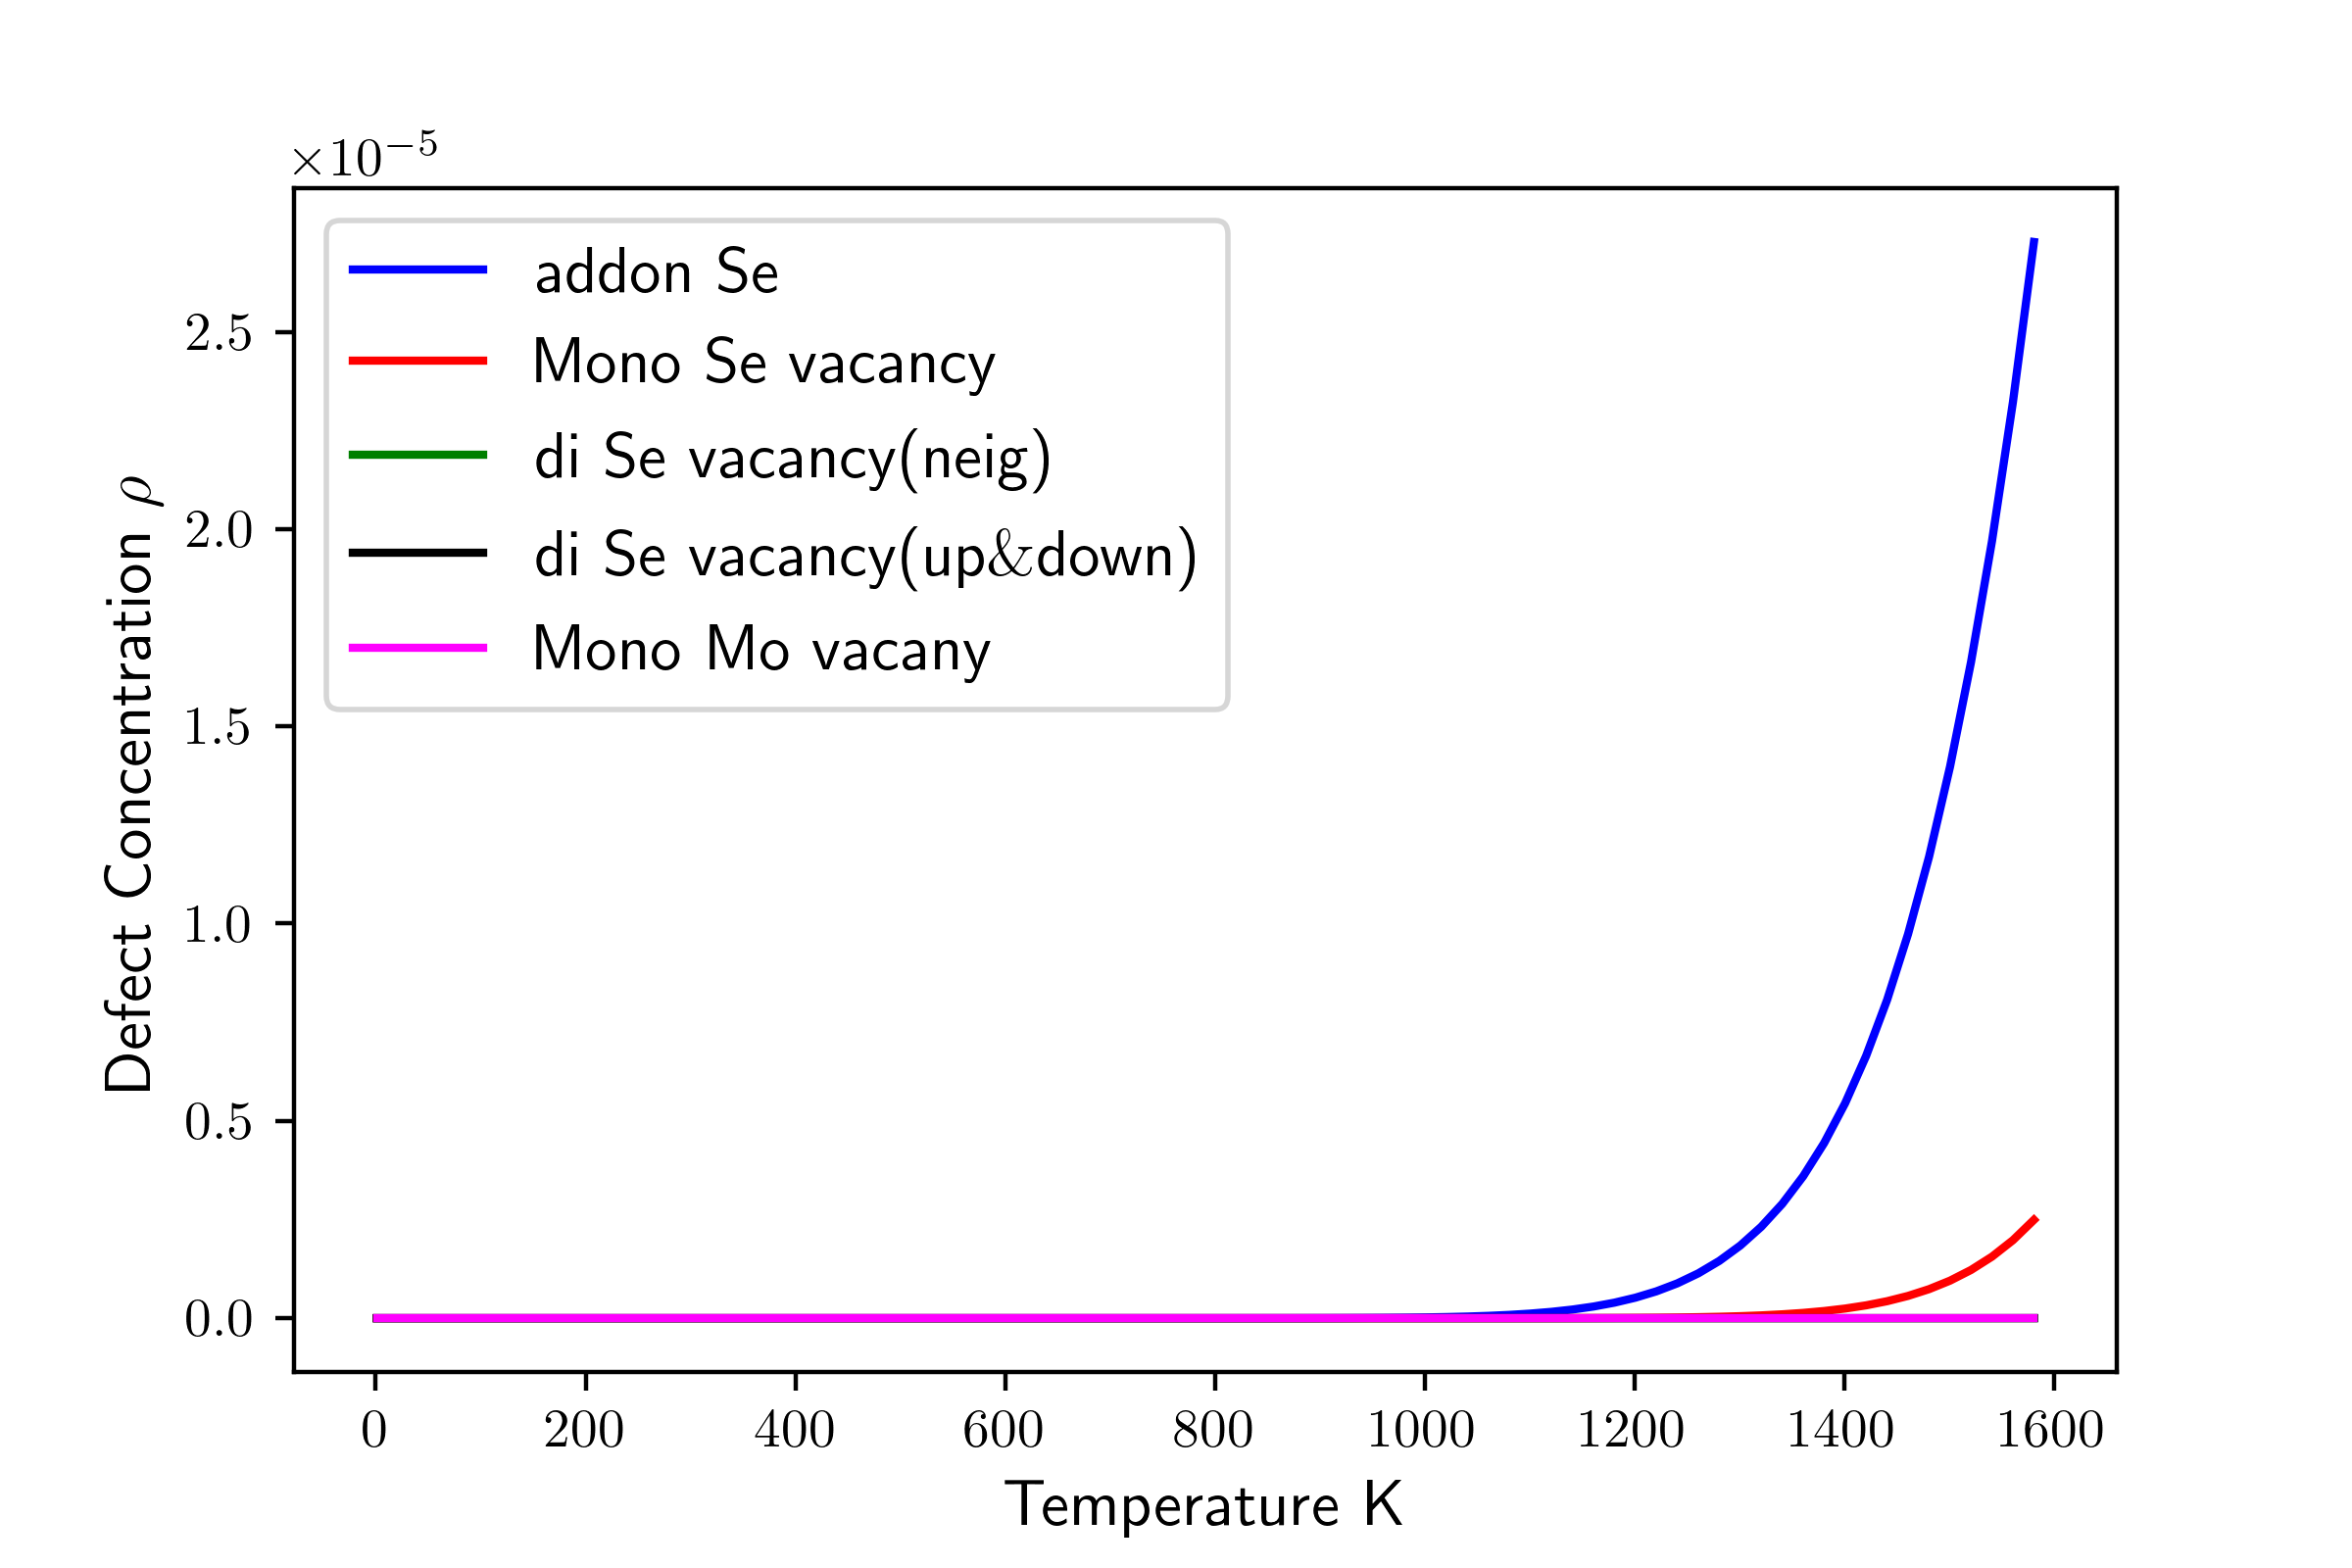 ×10⁻⁵
addon Se
Mono Se vacancy
di Se vacancy(neig)
di Se vacancy(up&down)
Mono Mo vacany
2.5
2.0
1.5
1.0
0.5
0.0
Defect Concentration ρ
0 200 400 600 800 1000 1200 1400 1600
Temperature K